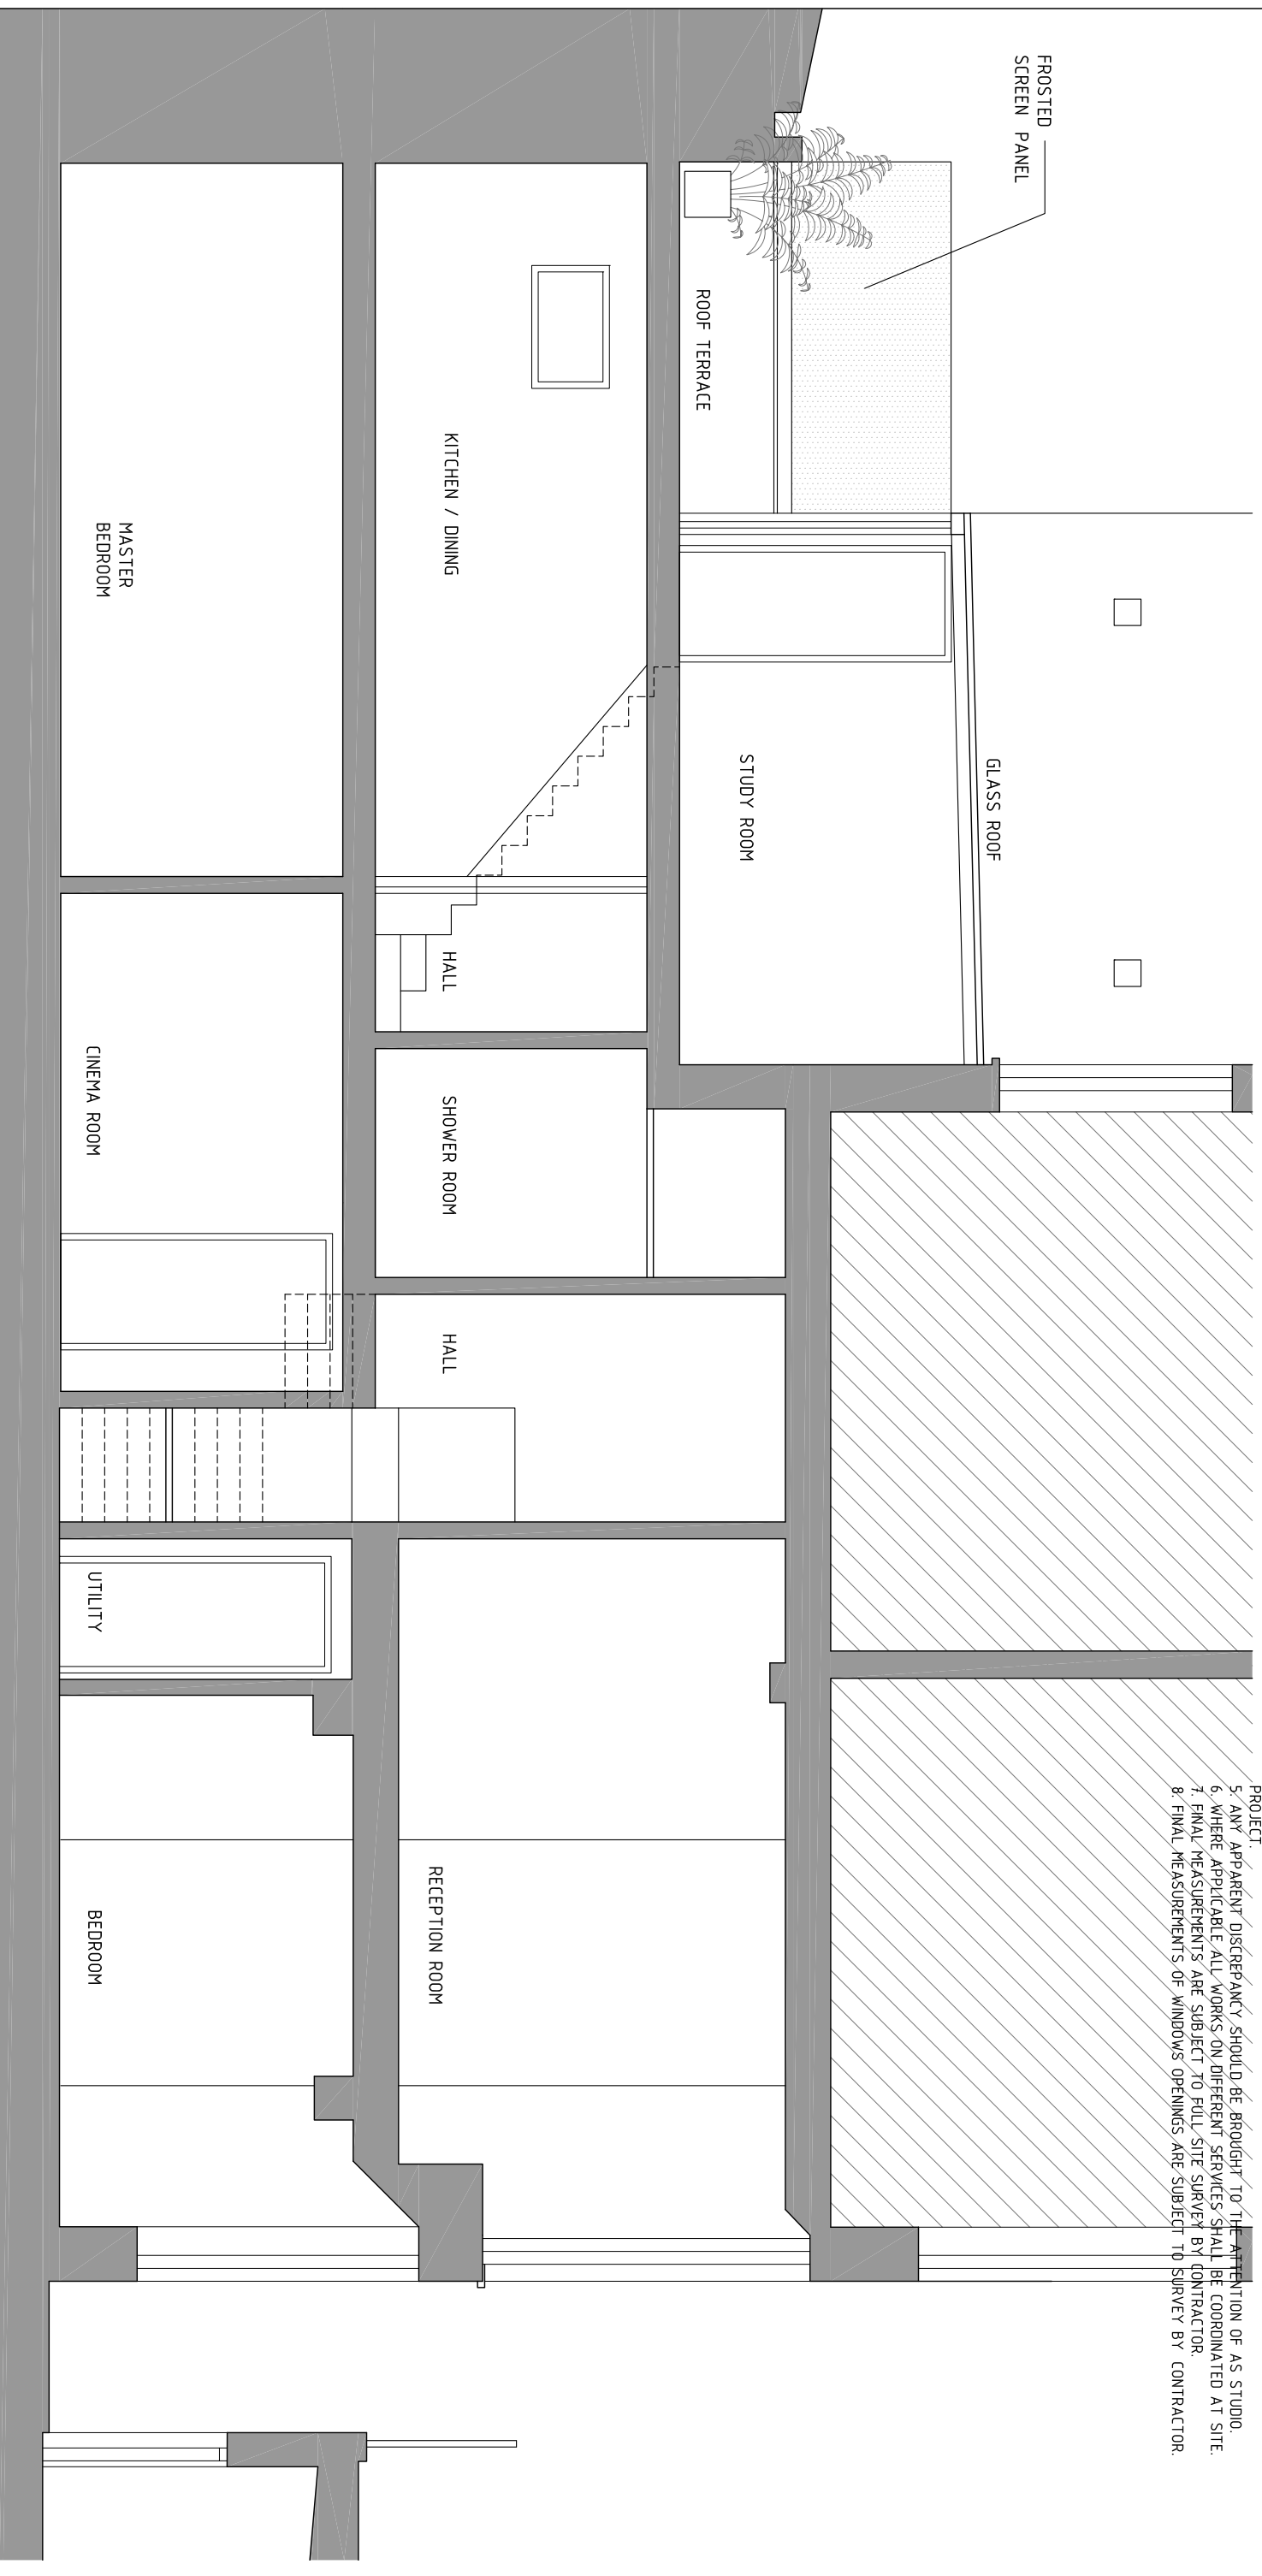 FROSTED
SCREEN PANEL
GLASS ROOF
ROOF TERRACE
STUDY ROOM
KITCHEN / DINING
HALL
SHOWER ROOM
HALL
RECEPTION ROOM
MASTER
BEDROOM
CINEMA ROOM
UTILITY
BEDROOM
PROJECT.
5. ANY APPARENT DISCREPANCY SHOULD BE BROUGHT TO THE ATTENTION OF AS STUDIO.
6. WHERE APPLICABLE ALL WORKS ON DIFFERENT SERVICES SHALL BE COORDINATED AT SITE.
7. FINAL MEASUREMENTS ARE SUBJECT TO FULL SITE SURVEY BY CONTRACTOR.
8. FINAL MEASUREMENTS OF WINDOWS OPENINGS ARE SUBJECT TO SURVEY BY CONTRACTOR.